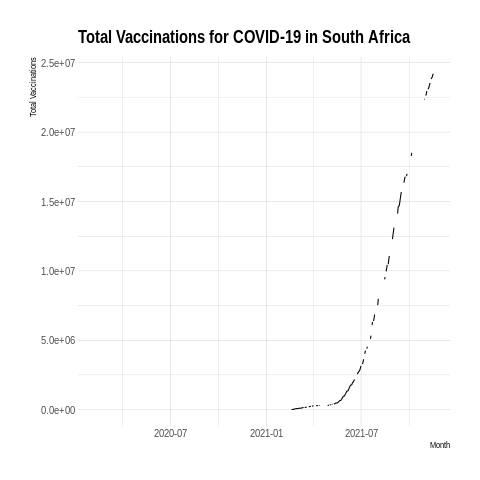 Total Vaccinations for COVID-19 in South Africa
Total Vaccinations
2.5e+07
2.0e+07
1.5e+07
1.0e+07
5.0e+06
0.0e+00
2020-07 2021-01 2021-07
Month